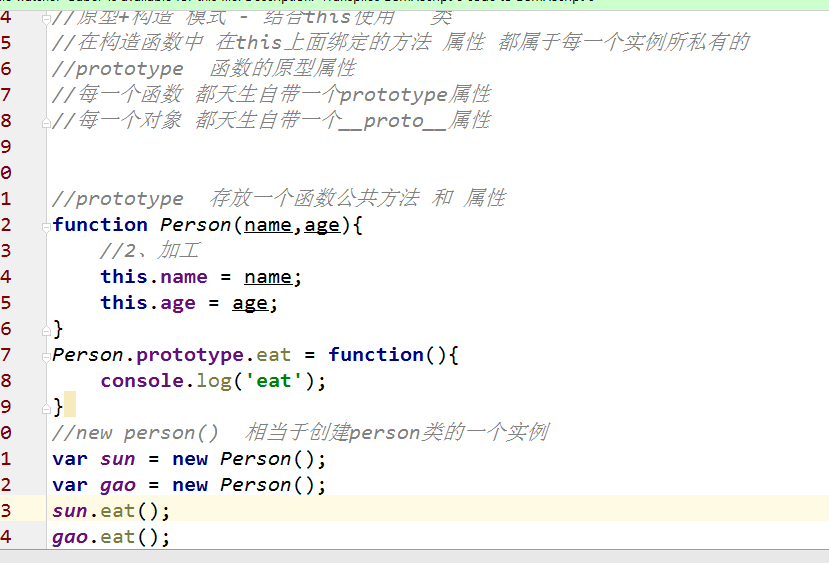 4 //原型+构造 模式 - 结合this使用 类
5 //在构造函数中 在this上面绑定的方法 属性 都属于每一个实例所私有的
6 //prototype 函数的原型属性
7 //每一个函数 都天生自带一个prototype属性
8 //每一个对象 都天生自带一个__proto__属性
9
0
1 //prototype 存放一个函数公共方法 和 属性
2 function Person(name,age){
3 //2、加工
4 this.name = name;
5 this.age = age;
6 }
7 Person.prototype.eat = function(){
8 console.log('eat');
9 }
0 //new person() 相当于创建person类的一个实例
1 var sun = new Person();
2 var gao = new Person();
3 sun.eat();
4 gao.eat();